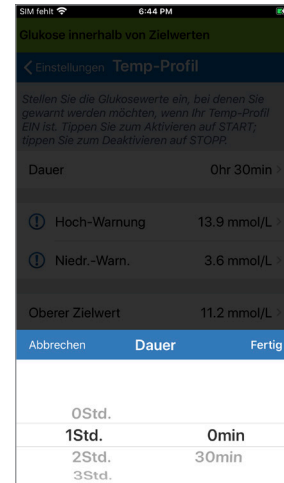 SIM fehlt 6:44 PM
Glukose innerhalb von Zielwerten
Einstellungen Temp-Profil
Stellen Sie die Glukosewerte ein, bei denen Sie
gewarnt werden möchten, wenn Ihr Temp-Profil
EIN ist. Tippen Sie zum Aktivieren auf START;
tippen Sie zum Deaktivieren auf STOPP.
Dauer 0hr 30min
Hoch-Warnung 13.9 mmol/L
Niedr.-Warn. 3.6 mmol/L
Oberer Zielwert 11.2 mmol/L
Abbrechen Dauer Fertig
0Std.
1Std. 0min
2Std. 30min
3Std.